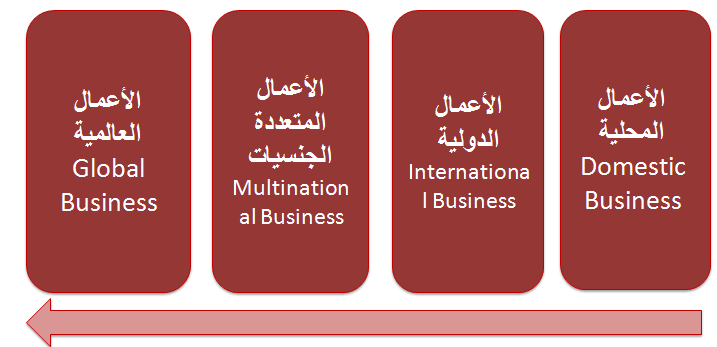 الأعمال
المحلية
Domestic
Business
الأعمال
الدولية
Internationa
l Business
الأعمال
المتعددة
الجنسيات
Multination
al Business
الأعمال
العالمية
Global
Business